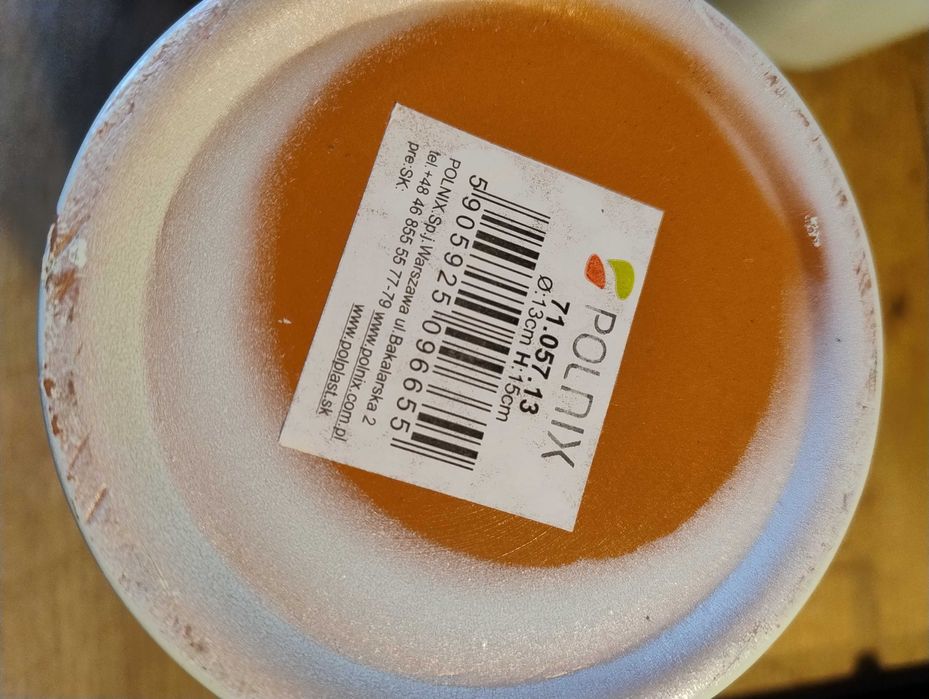 POLNIX
71.057.13
Ø:13cm H:15cm
5 905925 096655
POLNIX.Sp.j.Warszawa ul.Bakalarska 2
tel.+48 46 855 55 77-79 www.polnix.com.pl
pre:SK: www.polplast.sk